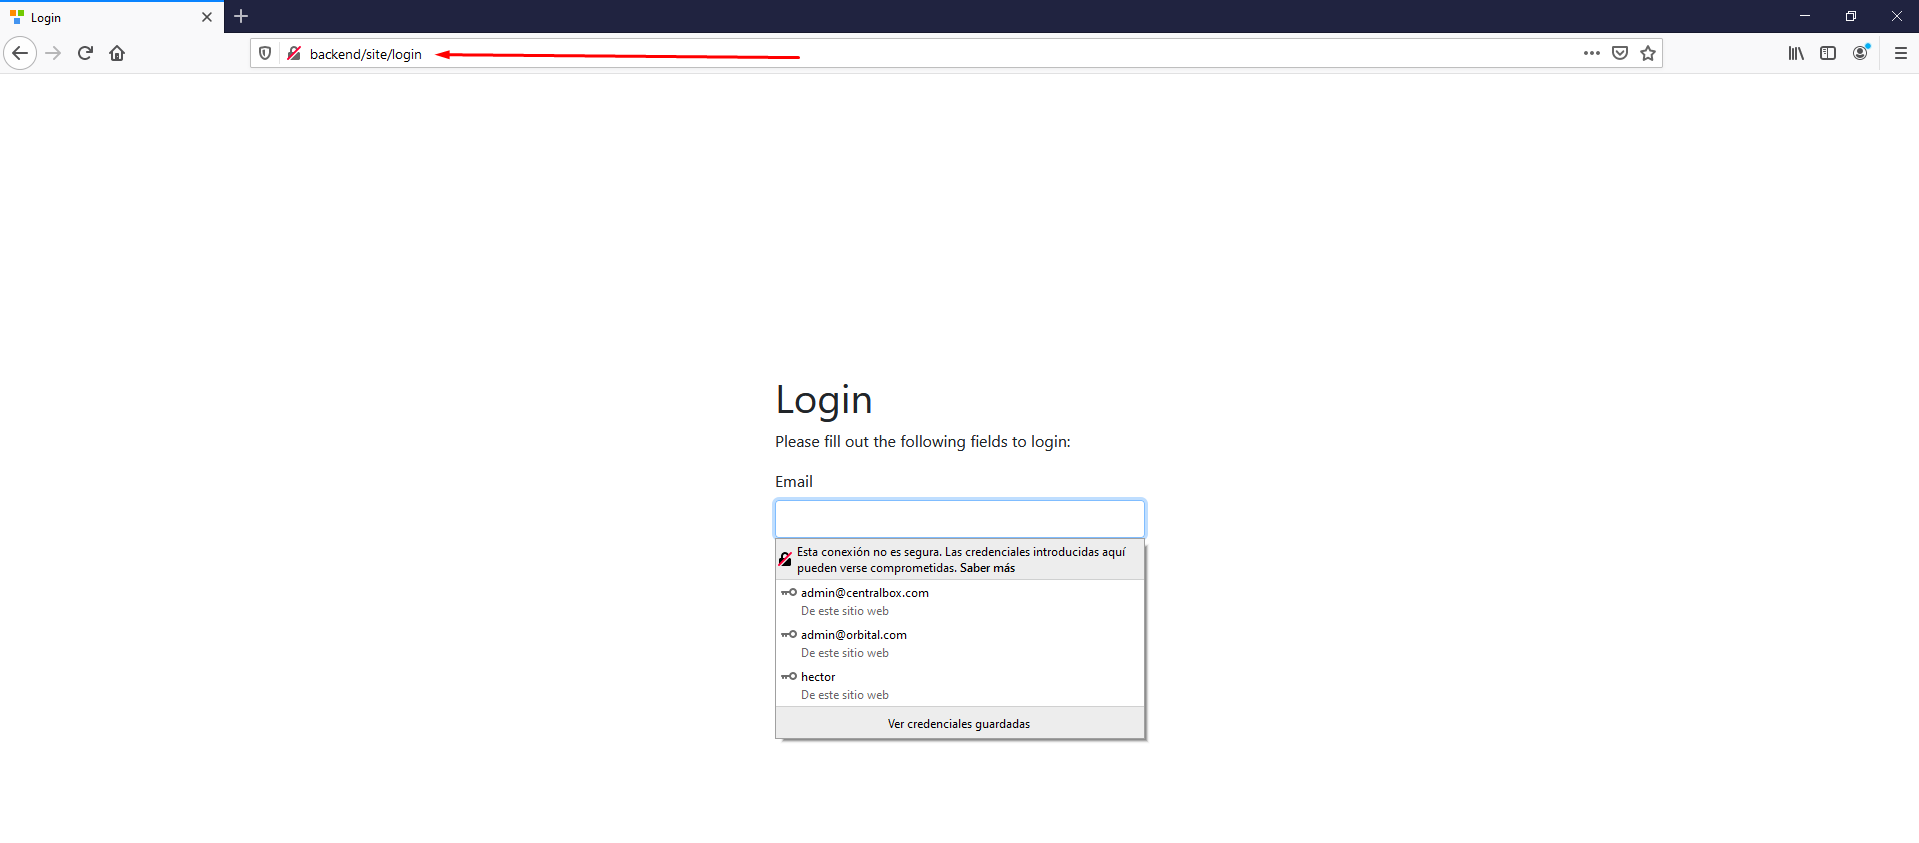 Login
backend/site/login
Login
Please fill out the following fields to login:
Email
Esta conexión no es segura. Las credenciales introducidas aquí
pueden verse comprometidas. Saber más
admin@centralbox.com
De este sitio web
admin@orbital.com
De este sitio web
hector
De este sitio web
Ver credenciales guardadas